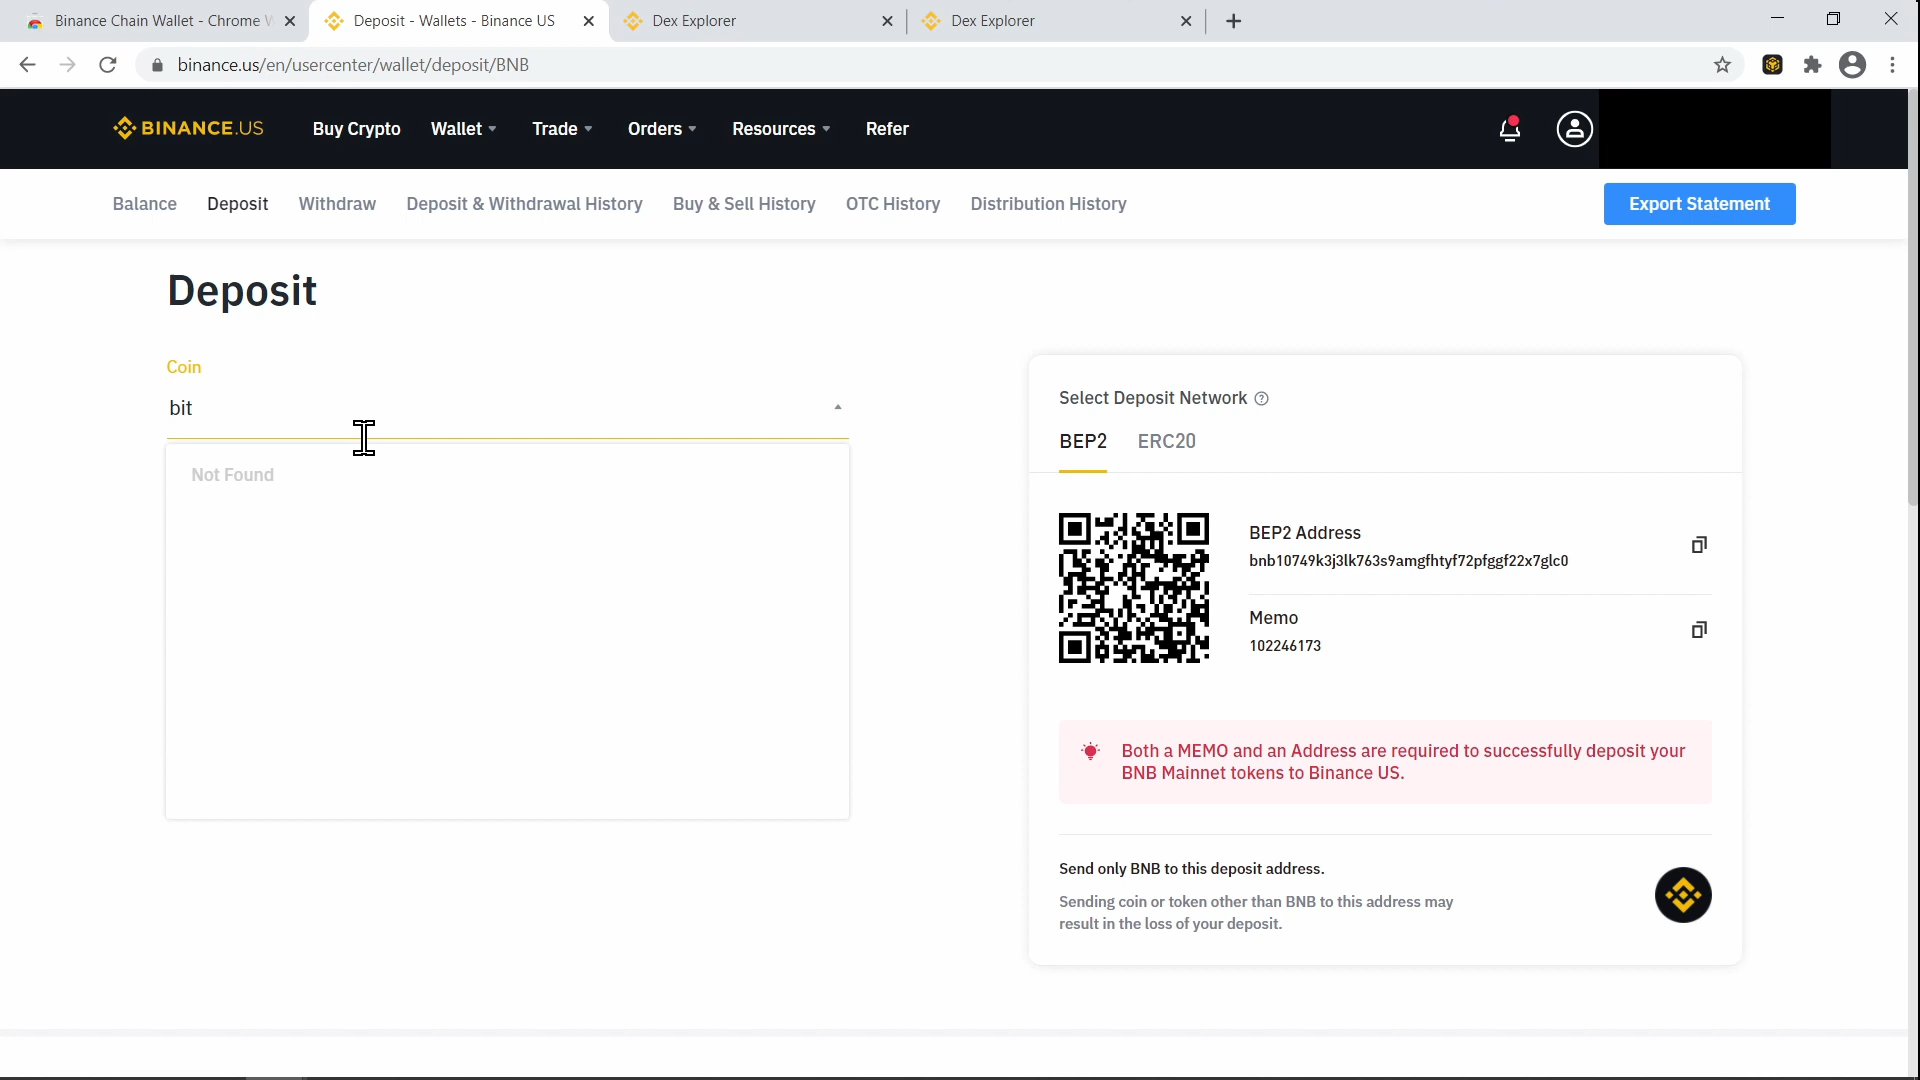 Binance Chain Wallet - Chrome
Deposit - Wallets - Binance US
Dex Explorer
Dex Explorer
binance.us/en/usercenter/wallet/deposit/BNB
BINANCE.US
Buy Crypto
Wallet
Trade
Orders
Resources
Refer
Balance
Deposit
Withdraw
Deposit & Withdrawal History
Buy & Sell History
OTC History
Distribution History
Export Statement
Deposit
Coin
bit
Not Found
Select Deposit Network
BEP2
ERC20
BEP2 Address
bnb10749k3j3lk763s9amgfhtyf72pfggf22x7glc0
Memo
102246173
Both a MEMO and an Address are required to successfully deposit your
BNB Mainnet tokens to Binance US.
Send only BNB to this deposit address.
Sending coin or token other than BNB to this address may
result in the loss of your deposit.